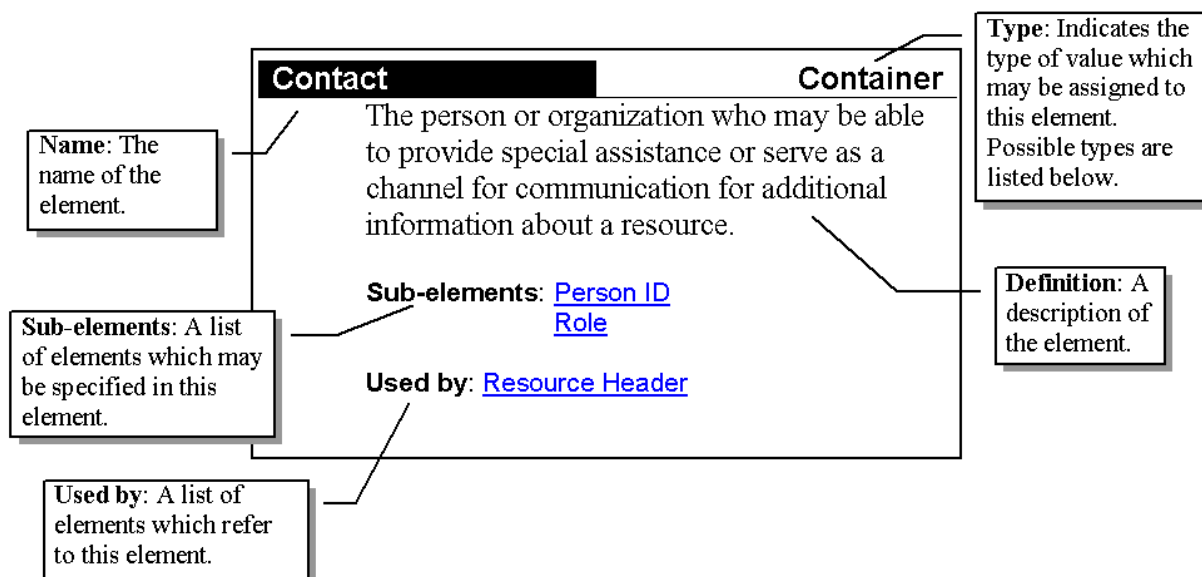 Contact
Container
The person or organization who may be able
to provide special assistance or serve as a
channel for communication for additional
information about a resource.
Sub-elements: Person ID
Role
Used by: Resource Header
Name: The
name of the
element.
Sub-elements: A list
of elements which may
be specified in this
element.
Used by: A list of
elements which refer
to this element.
Type: Indicates the
type of value which
may be assigned to
this element.
Possible types are
listed below.
Definition: A
description of
the element.